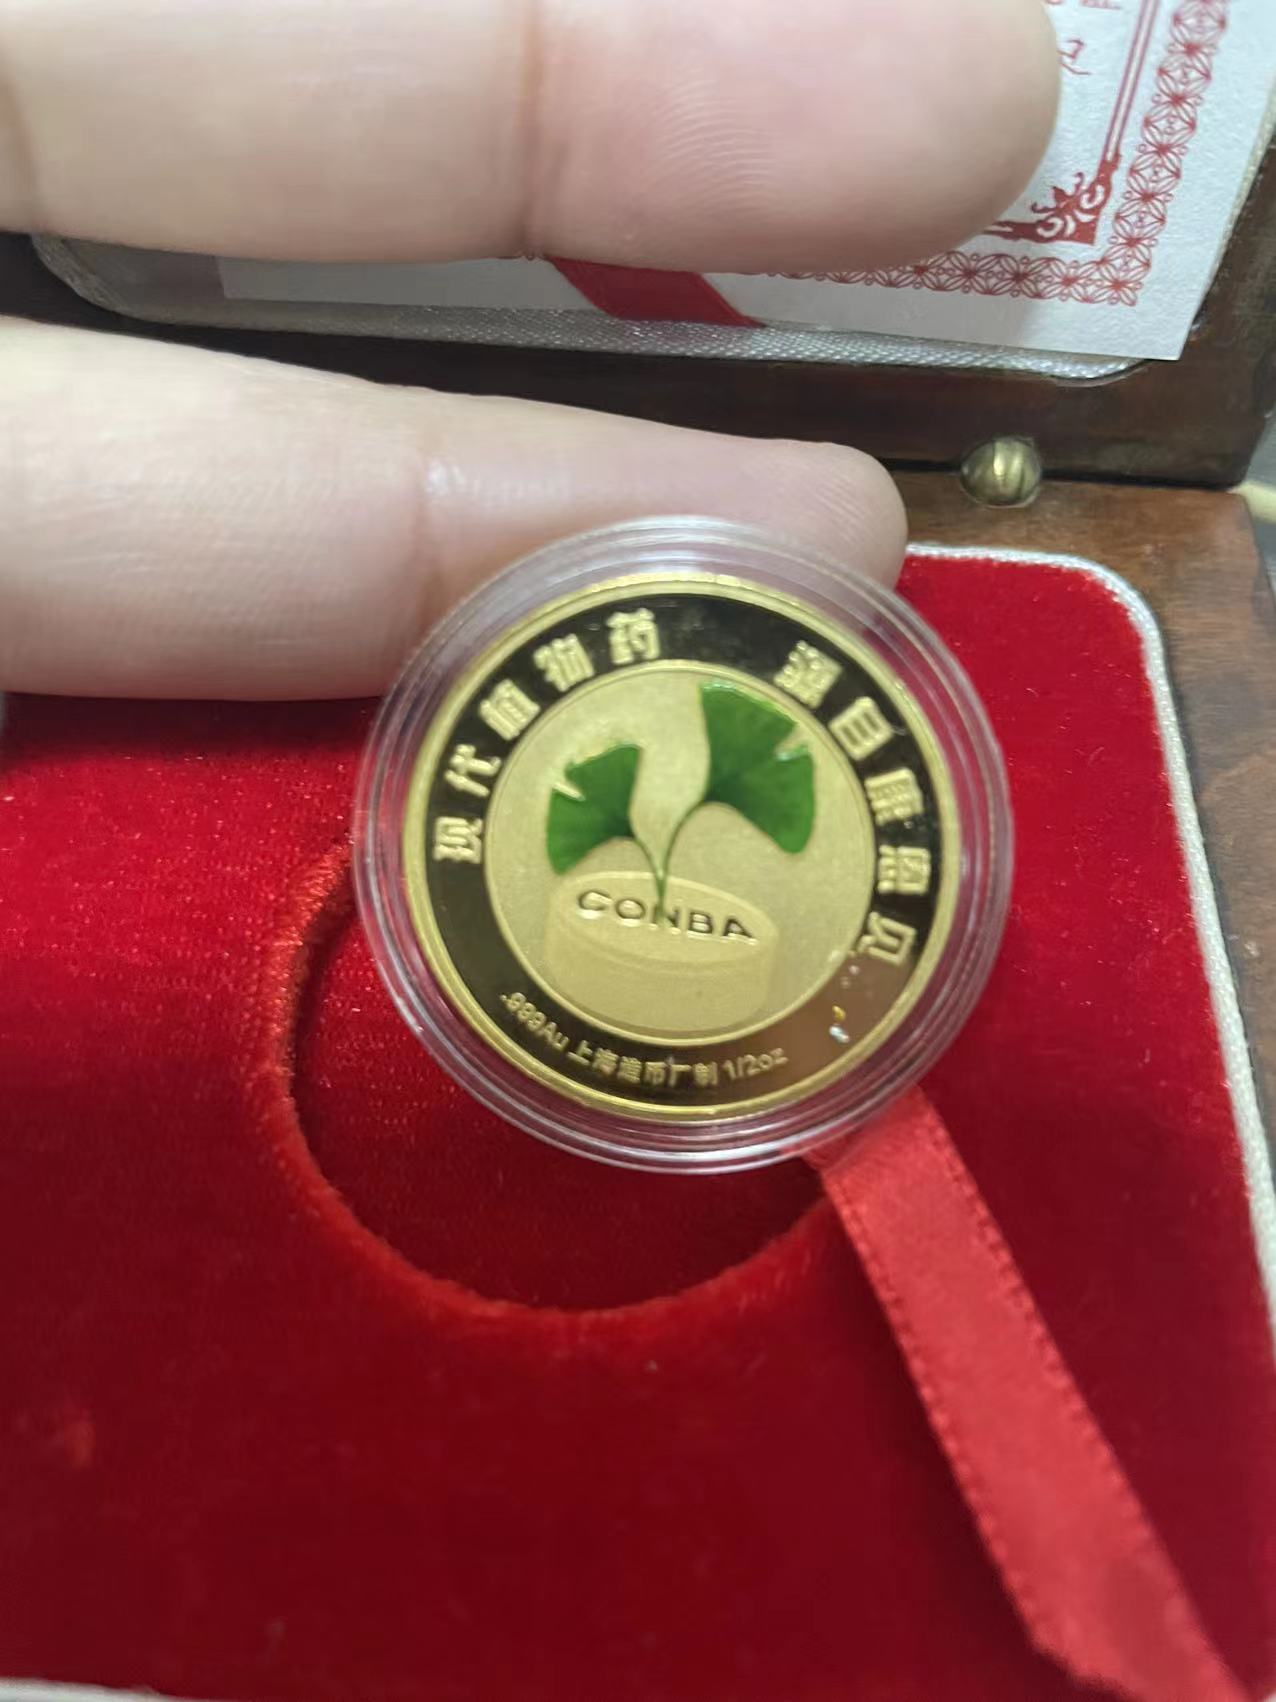 现代植物药 源自康恩贝
CONBA
.999Au 上海造币厂制 1/2oz